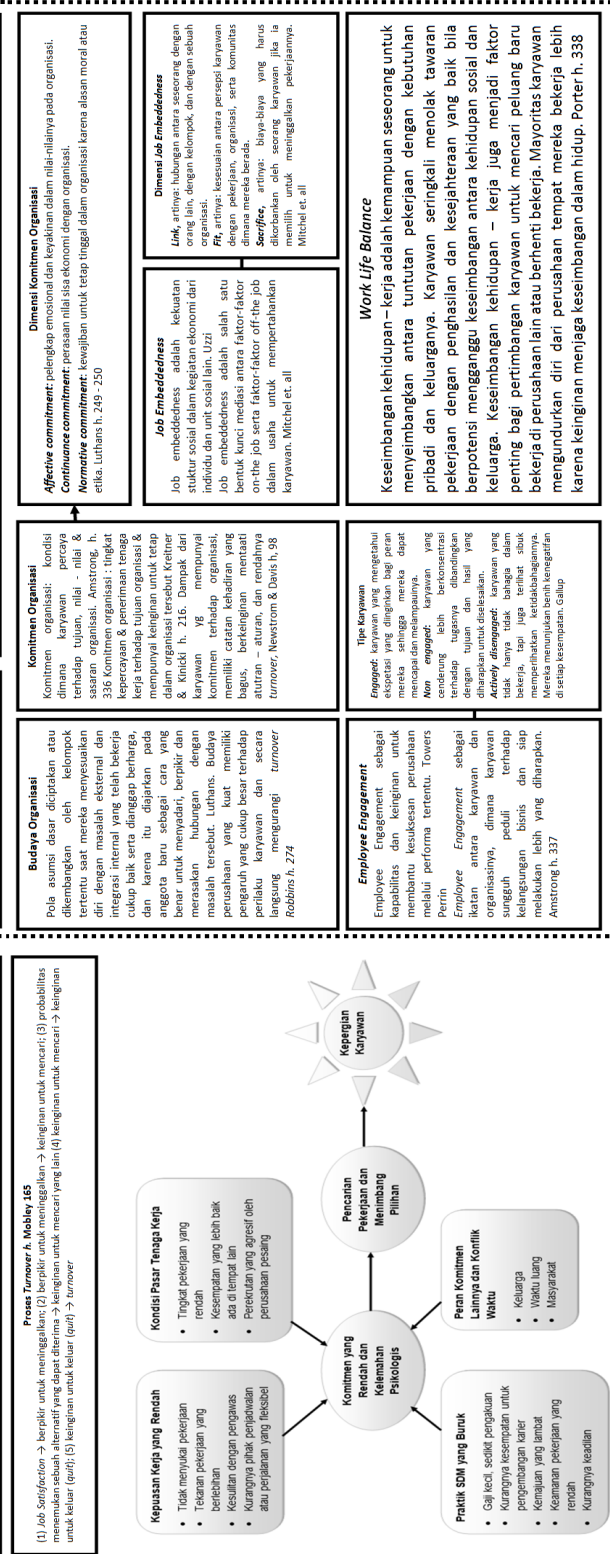 Proses Turnover h. Mobley 165
(1) Job Satisfaction → berpikir untuk meninggalkan; (2) berpikir untuk meninggalkan → keinginan untuk mencari; (3) probabilitas
menemukan sebuah alternatif yang dapat diterima → keinginan untuk mencari yang lain (4) keinginan untuk mencari → keinginan
untuk keluar (quit); (5) keinginan untuk keluar (quit) → turnover
Kepuasan Kerja yang Rendah
• Tidak menyukai pekerjaan
• Tekanan pekerjaan yang
berlebihan
• Kesulitan dengan pengawas
• Kurangnya pihak penjadwalan
atau perjalanan yang fleksibel
Kondisi Pasar Tenaga Kerja
• Tingkat pekerjaan yang
rendah
• Kesempatan yang lebih baik
ada di tempat lain
• Perekrutan yang agresif oleh
perusahaan pesaing
Komitmen yang
Rendah dan
Kelemahan
Psikologis
Pencarian
Pekerjaan dan
Menimbang
Pilihan
Kepergian
Karyawan
Praktik SDM yang Buruk
• Gaji kecil, sedikit pengakuan
• Kurangnya kesempatan untuk
pengembangan karier
• Kemajuan yang lambat
• Keamanan pekerjaan yang
rendah
• Kurangnya keadilan
Peran Komitmen
Lainnya dan Konflik
Waktu
• Keluarga
• Waktu luang
• Masyarakat
Budaya Organisasi
Pola asumsi dasar diciptakan atau
dikembangkan oleh kelompok
tertentu saat mereka menyesuaikan
diri dengan masalah eksternal dan
integrasi internal yang telah bekerja
cukup baik serta dianggap berharga,
dan karena itu diajarkan pada
anggota baru sebagai cara yang
benar untuk menyadari, berpikir dan
merasakan hubungan dengan
masalah tersebut. Luthans. Budaya
perusahaan yang kuat memiliki
pengaruh yang cukup besar terhadap
perilaku karyawan dan secara
langsung mengurangi turnover
Robbins h. 274
Komitmen Organisasi
Komitmen organisasi: kondisi
dimana karyawan percaya
terhadap tujuan, nilai - nilai &
sasaran organisasi. Amstrong, h.
336 Komitmen organisasi : tingkat
kepercayaan & penerimaan tenaga
kerja terhadap tujuan organisasi &
mempunyai keinginan untuk tetap
dalam organisasi tersebut Kreitner
& Kinicki h. 216. Dampak dari
karyawan yg mempunyai
komitmen terhadap organisasi,
memiliki catatan kehadiran yang
bagus, berkeinginan mentaati
atutran – aturan, dan rendahnya
turnover, Newstrom & Davis h, 98
Dimensi Komitmen Organisasi
Affective commitment: pelengkap emosional dan keyakinan dalam nilai-nilainya pada organisasi.
Continuance commitment: perasaan nilai sisa ekonomi dengan organisasi.
Normative commitment: kewajiban untuk tetap tinggal dalam organisasi karena alasan moral atau
etika. Luthans h. 249 – 250
Job Embeddedness
Job embeddedness adalah kekuatan
stuktur sosial dalam kegiatan ekonomi dari
individu dan unit sosial lain. Uzzi
Job embeddedness adalah salah satu
bentuk kunci mediasi antara faktor-faktor
on-the job serta faktor-faktor off-the job
dalam usaha untuk mempertahankan
karyawan. Mitchel et. all
Dimensi Job Embeddedness
Link, artinya: hubungan antara seseorang dengan
orang lain, dengan kelompok, dan dengan sebuah
organisasi.
Fit, artinya: kesesuaian antara persepsi karyawan
dengan pekerjaan, organisasi, serta komunitas
dimana mereka berada.
Sacrifice, artinya: biaya-biaya yang harus
dikorbankan oleh seorang karyawan jika ia
memilih untuk meninggalkan pekerjaannya.
Mitchel et. all
Employee Engagement
Employee Engagement sebagai
kapabilitas dan keinginan untuk
membantu kesuksesan perusahaan
melalui performa tertentu. Towers
Perrin
Employee Engagement sebagai
ikatan antara karyawan dan
organisasinya, dimana karyawan
sungguh peduli terhadap
kelangsungan bisnis dan siap
melakukan lebih yang diharapkan.
Amstrong h. 337
Tipe Karyawan
Engaged: karyawan yang mengetahui
ekspetasi yang diinginkan bagi peran
mereka sehingga mereka dapat
mencapai dan melampauinya.
Non engaged: karyawan yang
cenderung lebih berkonsentrasi
terhadap tugasnya dibandingkan
dengan tujuan dan hasil yang
diharapkan untuk diselesaikan.
Actively disengaged: karyawan yang
tidak hanya tidak bahagia dalam
bekerja, tapi juga terlihat sibuk
memperlihatkan ketidakbahagiannya.
Mereka menunjukan benih kenegatifan
di setiap kesempatan. Gallup
Work Life Balance
Keseimbangan kehidupan – kerja adalah kemampuan seseorang untuk
menyeimbangkan antara tuntutan pekerjaan dengan kebutuhan
pribadi dan keluarganya. Karyawan seringkali menolak tawaran
pekerjaan dengan penghasilan dan kesejahteraan yang baik bila
berpotensi mengganggu keseimbangan antara kehidupan sosial dan
keluarga. Keseimbangan kehidupan – kerja juga menjadi faktor
penting bagi pertimbangan karyawan untuk mencari peluang baru
bekerja di perusahaan lain atau berhenti bekerja. Mayoritas karyawan
mengundurkan diri dari perusahaan tempat mereka bekerja lebih
karena keinginan menjaga keseimbangan dalam hidup. Porter h. 338